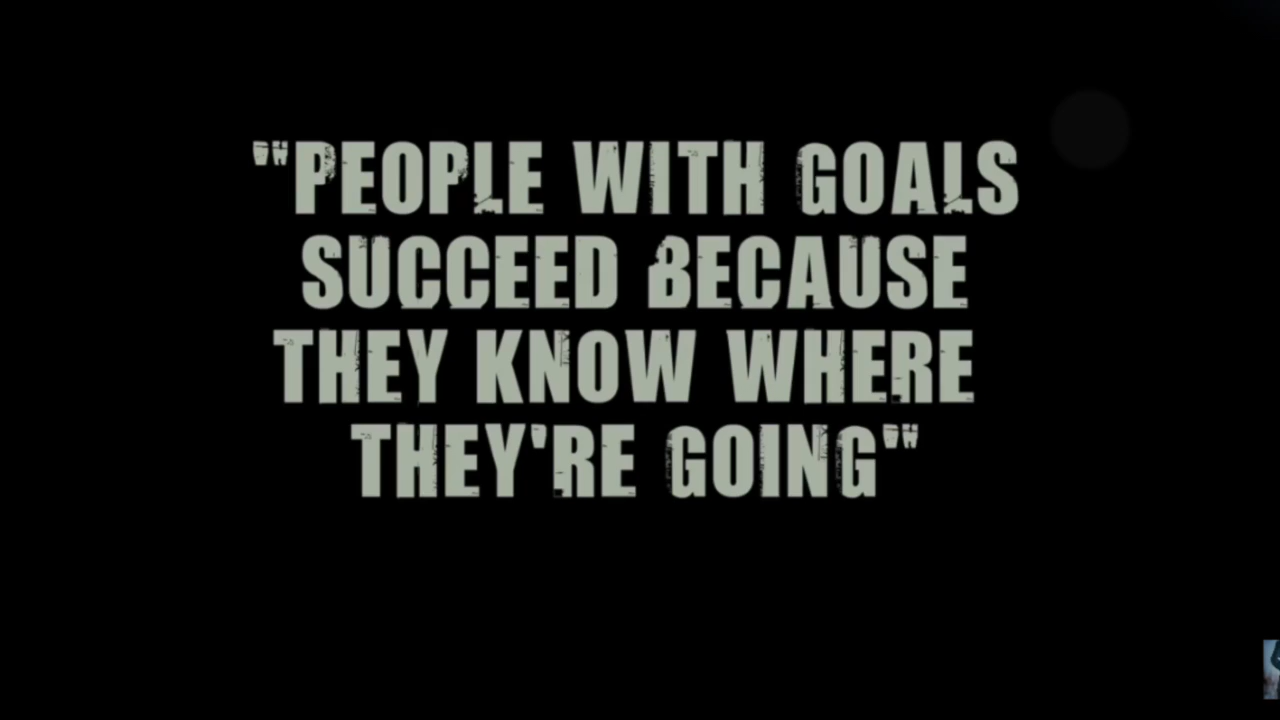 "PEOPLE WITH GOALS
SUCCEED BECAUSE
THEY KNOW WHERE
THEY'RE GOING"